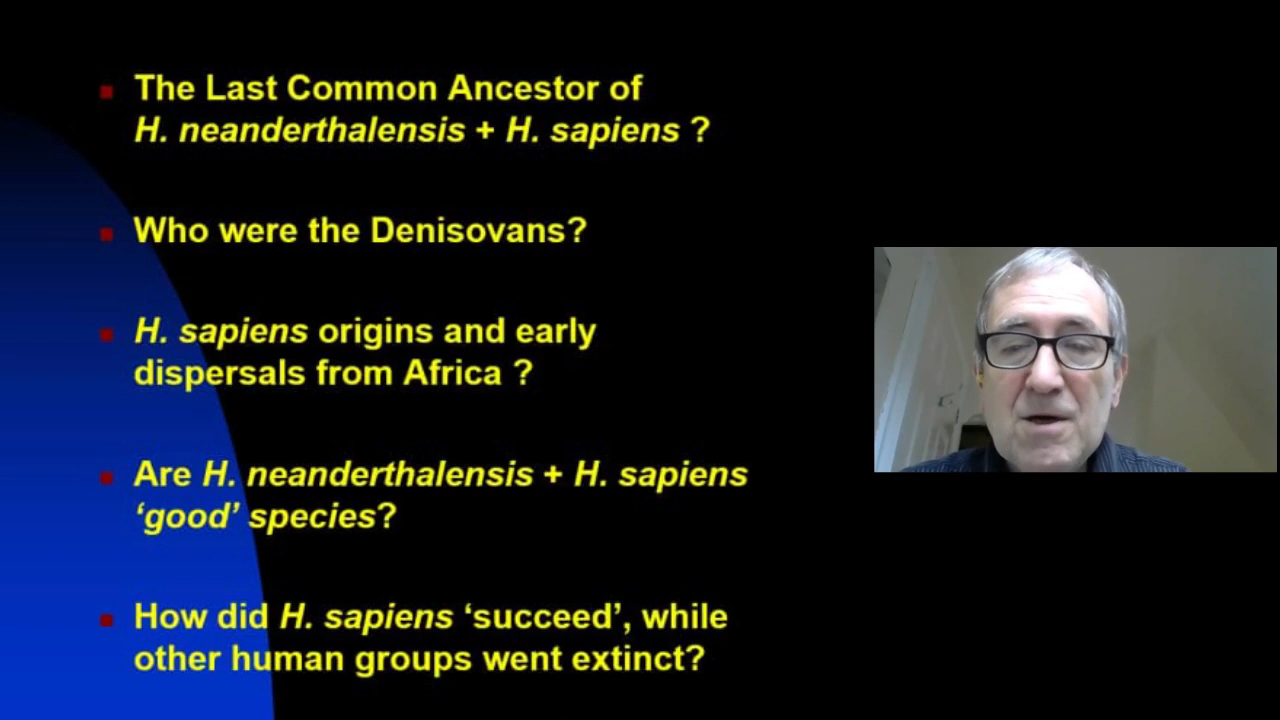 The Last Common Ancestor of
H. neanderthalensis + H. sapiens ?
Who were the Denisovans?
H. sapiens origins and early
dispersals from Africa ?
Are H. neanderthalensis + H. sapiens
‘good’ species?
How did H. sapiens ‘succeed’, while
other human groups went extinct?